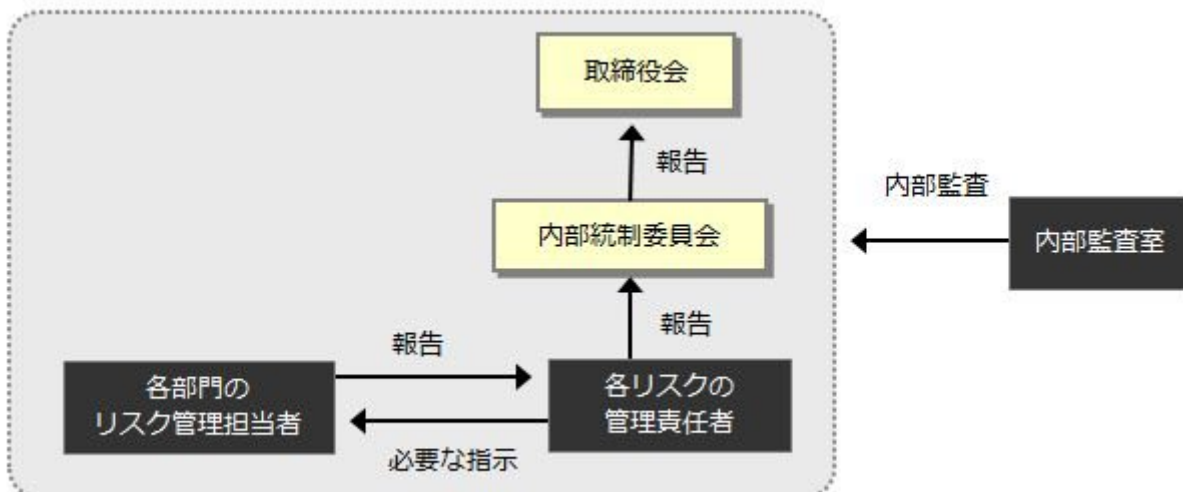 取締役会
報告
内部監査
内部統制委員会
内部監査室
報告
報告
各部門の
リスク管理担当者
各リスクの
管理責任者
必要な指示